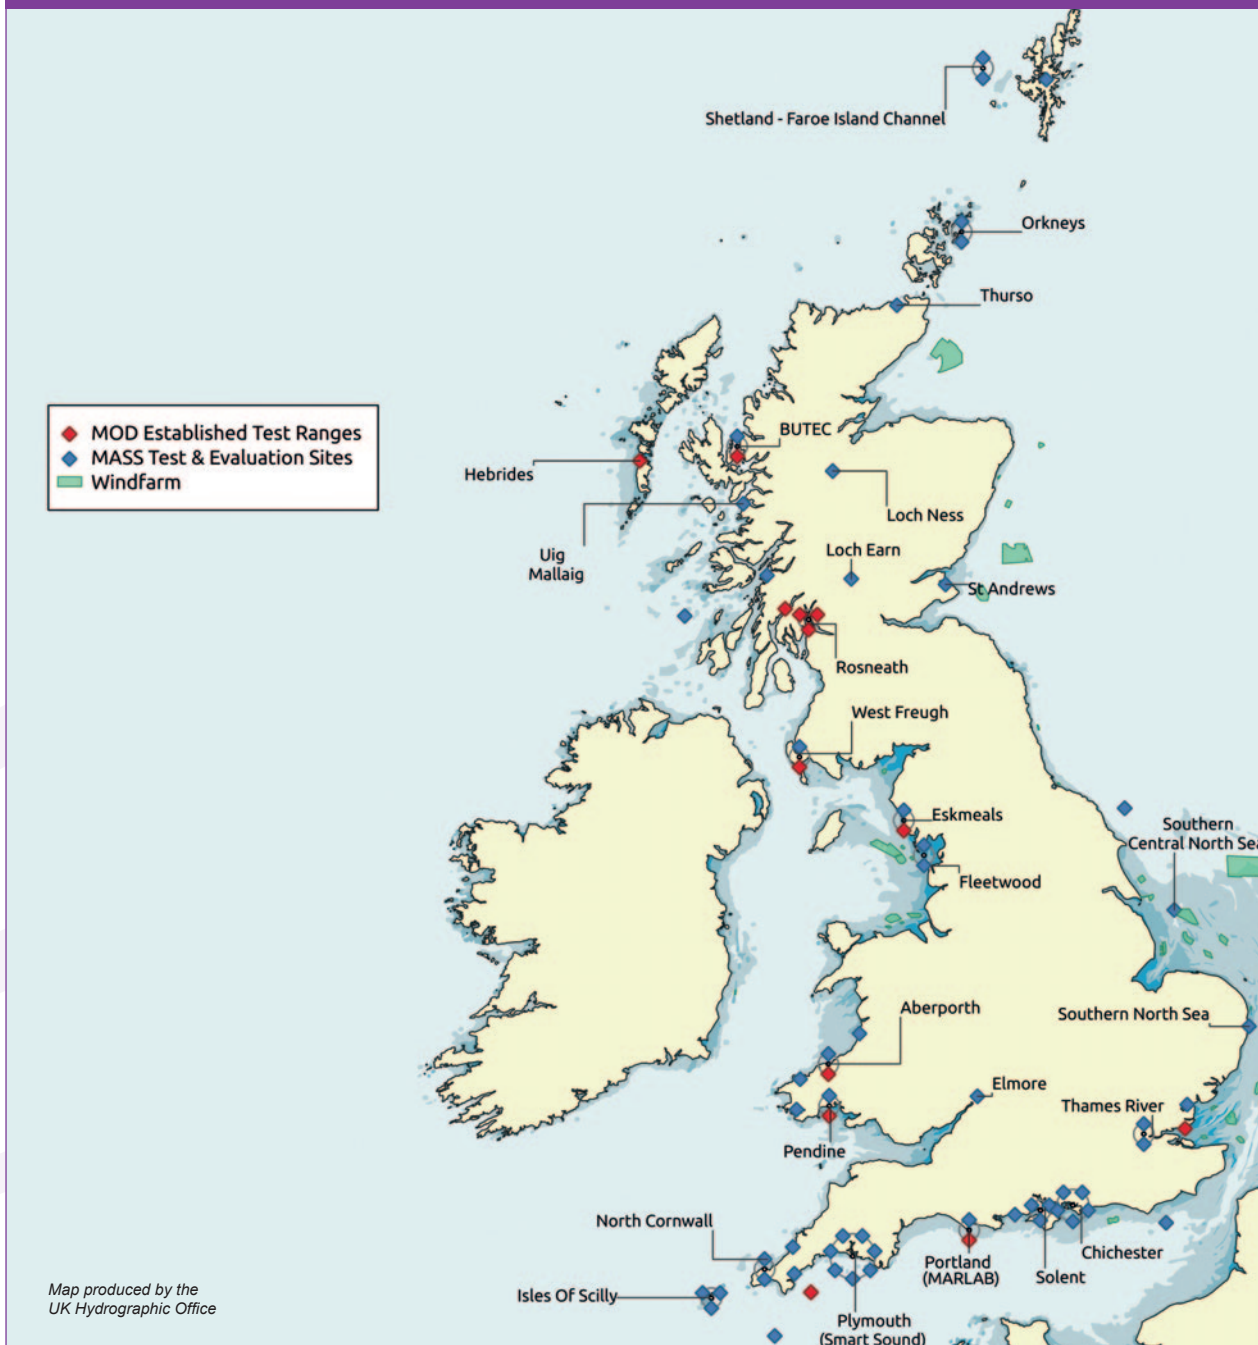 Shetland - Faroe Island Channel
Orkneys
Thurso
MOD Established Test Ranges
MASS Test & Evaluation Sites
Windfarm
BUTEC
Hebrides
Loch Ness
Uig
Mallaig
Loch Earn
St Andrews
Rosneath
West Freugh
Eskmeals
Southern
Central North Sea
Fleetwood
Aberporth
Southern North Sea
Elmore
Thames River
Pendine
North Cornwall
Chichester
Portland
(MARLAB)
Solent
Isles Of Scilly
Plymouth
(Smart Sound)
Map produced by the
UK Hydrographic Office